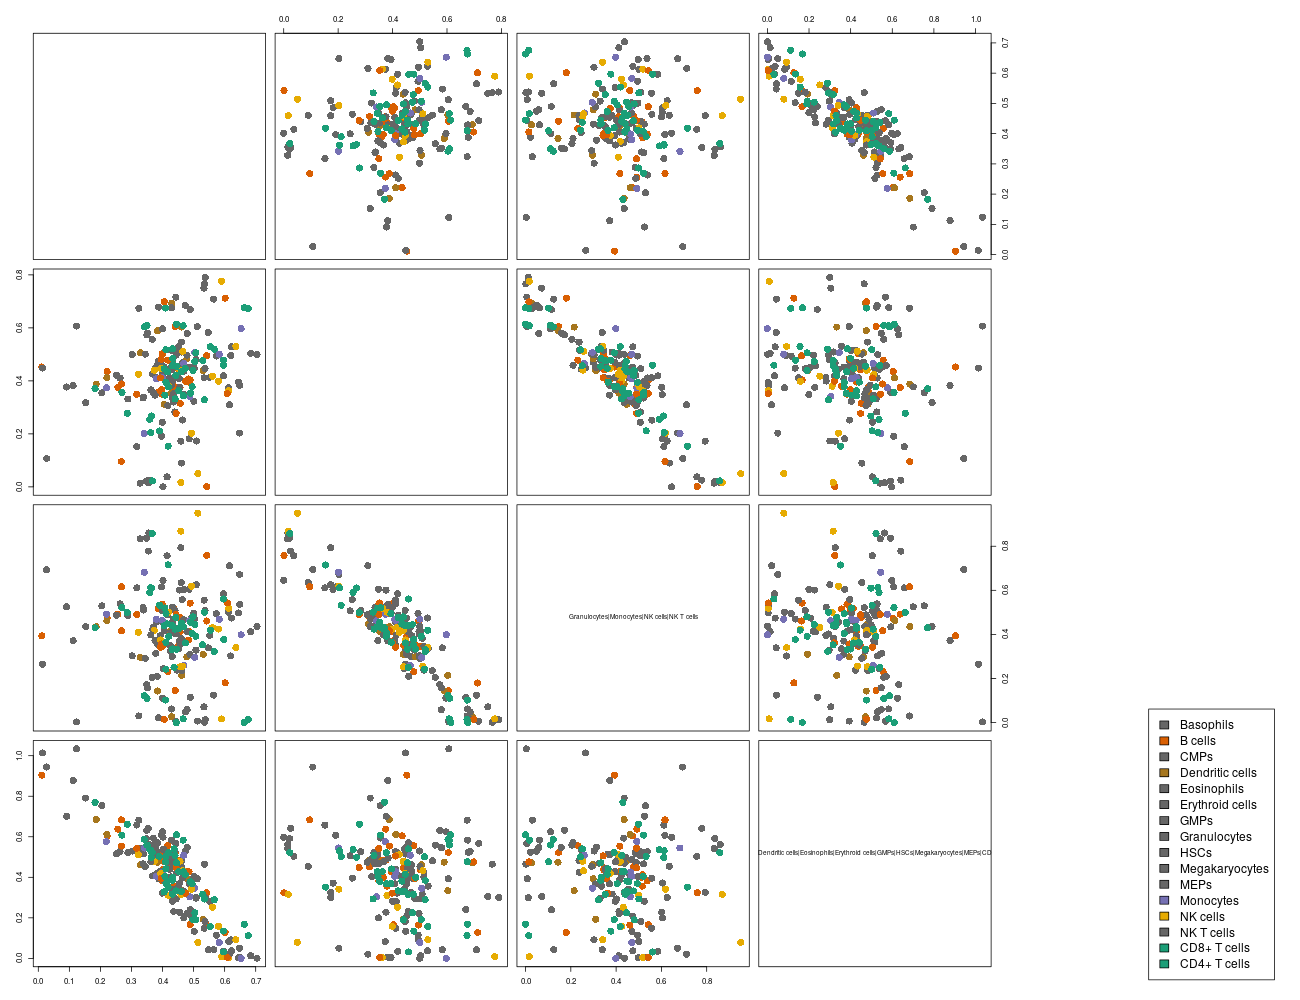 0.0 0.2 0.4 0.6 0.8
0.0 0.2 0.4 0.6 0.8 1.0
0.0 0.1 0.2 0.3 0.4 0.5 0.6 0.7
0.0 0.2 0.4 0.6 0.8
Granulocytes|Monocytes|NK cells|NK T cells
0.0 0.2 0.4 0.6 0.8
Dendritic cells|Eosinophils|Erythroid cells|GMPs|HSCs|Megakaryocytes|MEPs|CD
0.0 0.2 0.4 0.6 0.8 1.0
0.0 0.1 0.2 0.3 0.4 0.5 0.6 0.7
0.0 0.2 0.4 0.6 0.8
Basophils
B cells
CMPs
Dendritic cells
Eosinophils
Erythroid cells
GMPs
Granulocytes
HSCs
Megakaryocytes
MEPs
Monocytes
NK cells
NK T cells
CD8+ T cells
CD4+ T cells